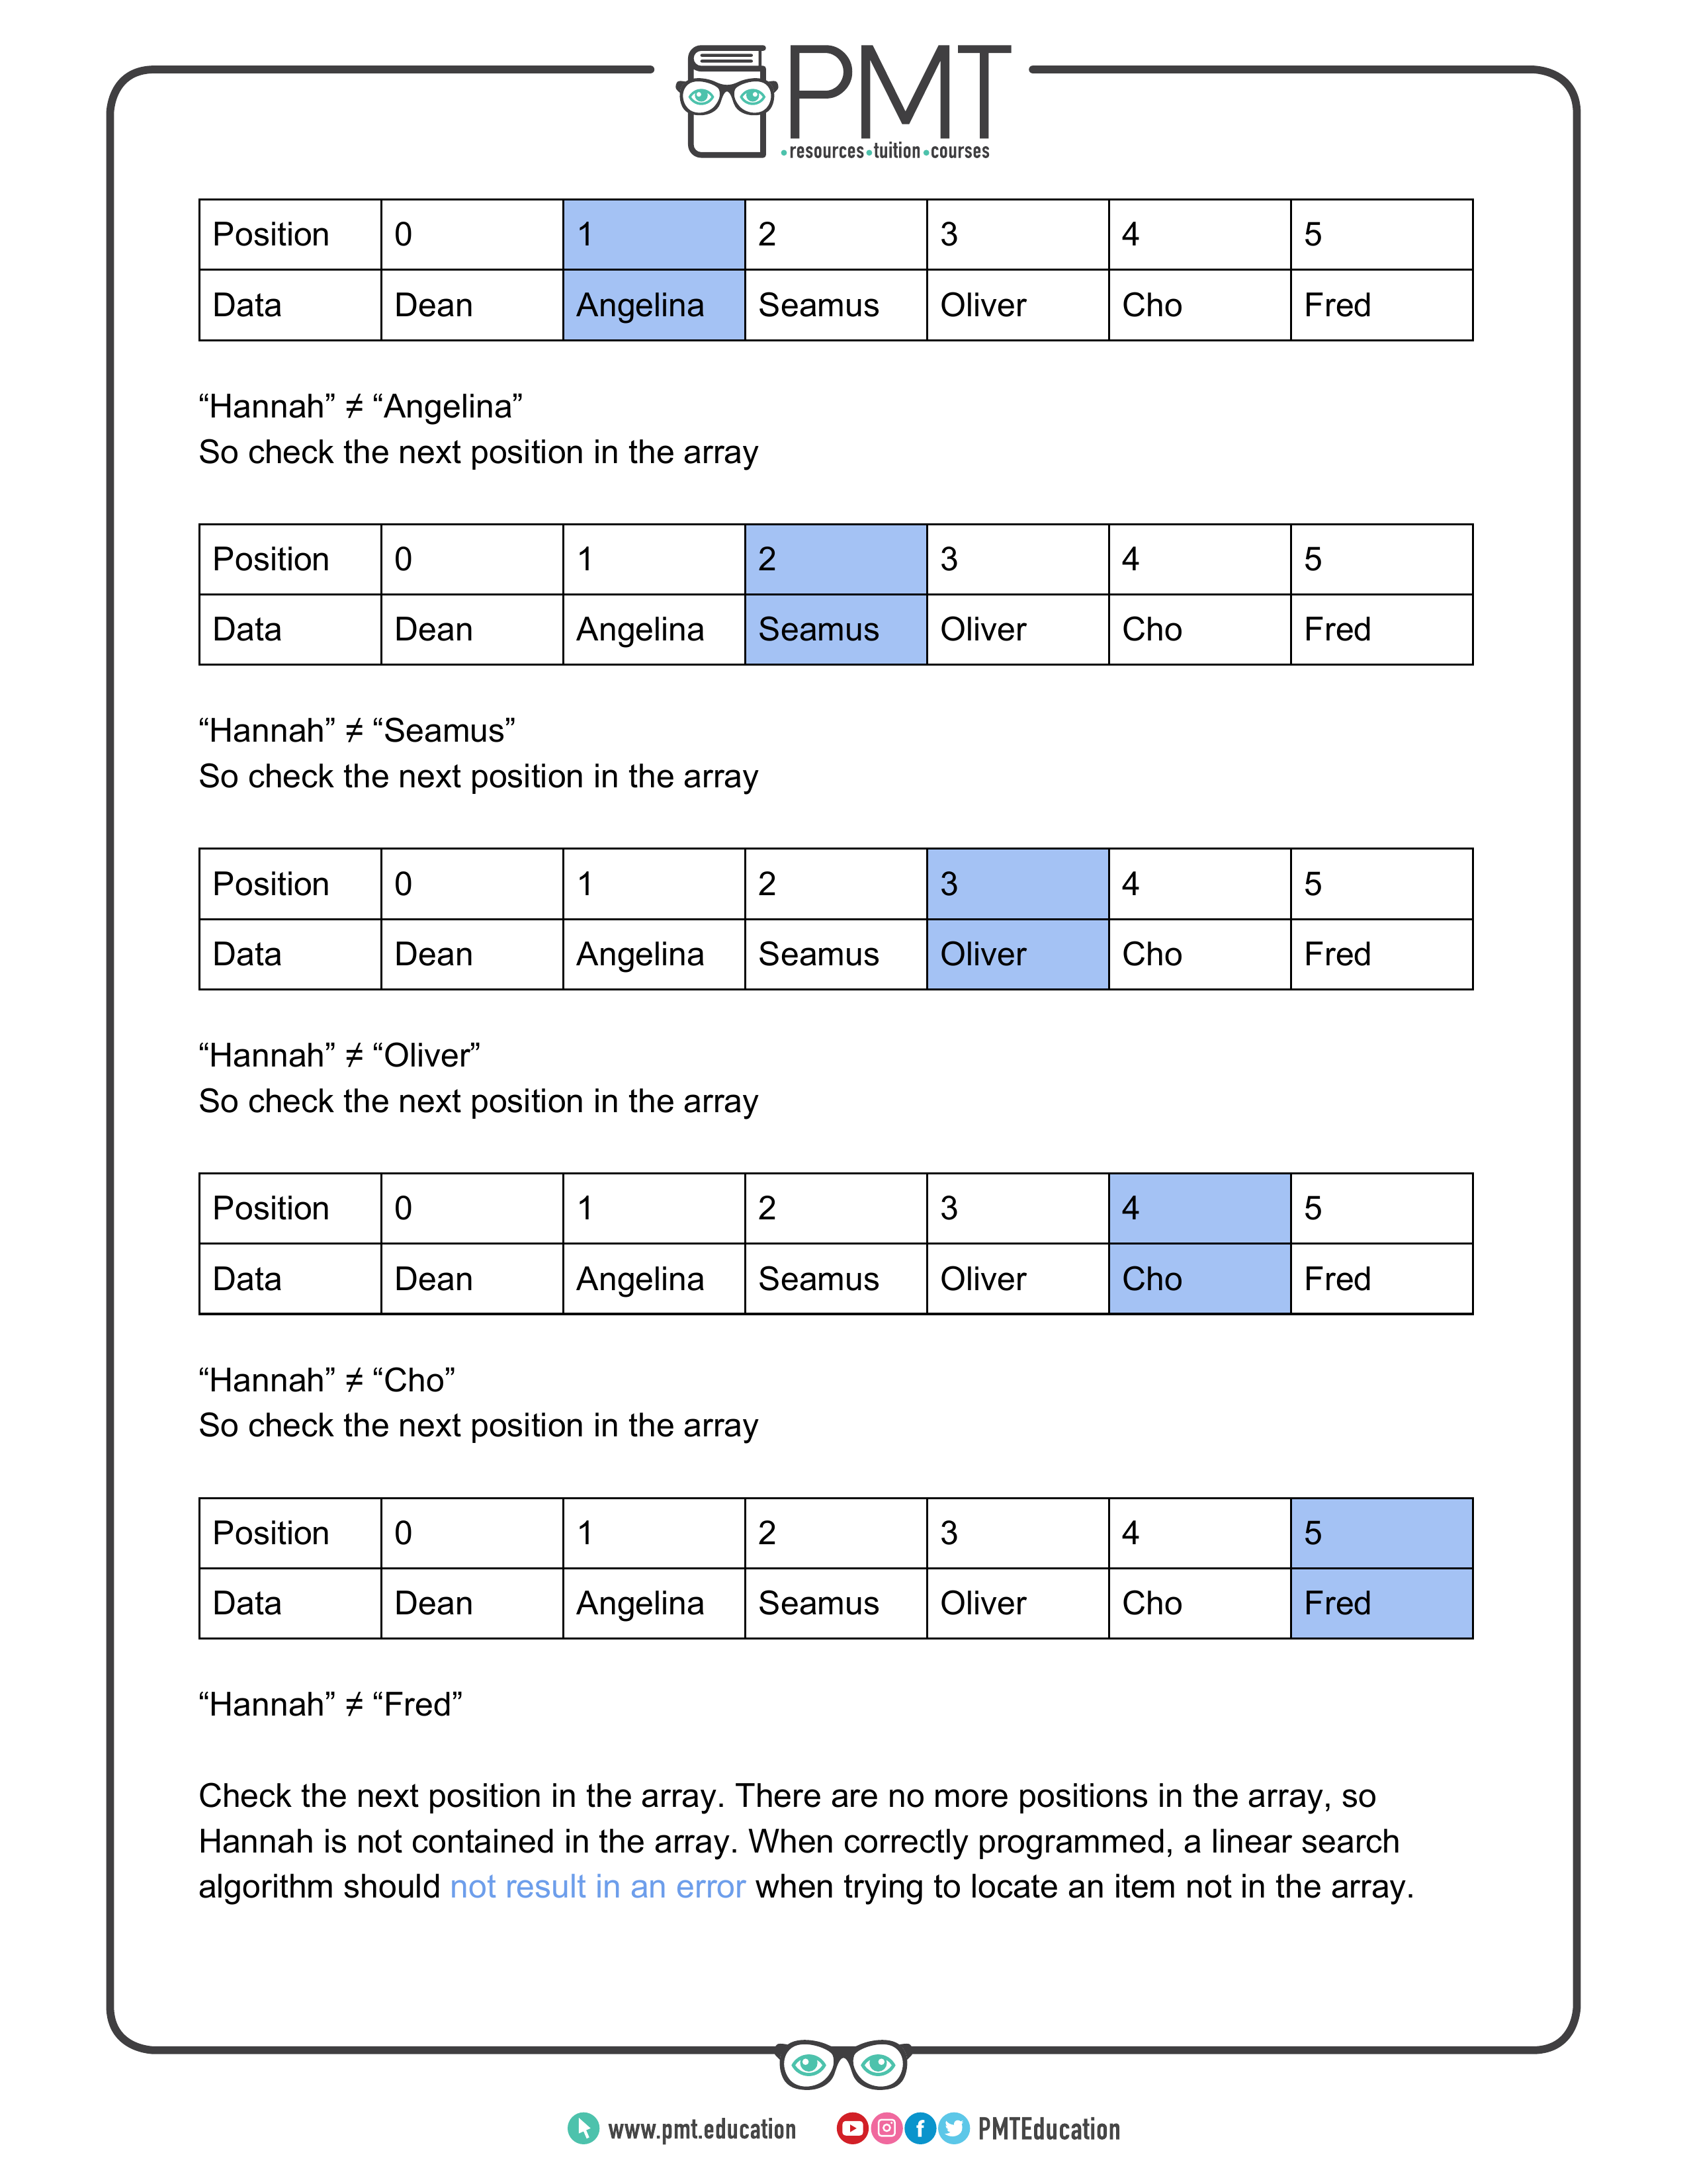 PMT
•resources•tuition•courses
Position 0 1 2 3 4 5
Data Dean Angelina Seamus Oliver Cho Fred
“Hannah” ≠ “Angelina”
So check the next position in the array
Position 0 1 2 3 4 5
Data Dean Angelina Seamus Oliver Cho Fred
“Hannah” ≠ “Seamus”
So check the next position in the array
Position 0 1 2 3 4 5
Data Dean Angelina Seamus Oliver Cho Fred
“Hannah” ≠ “Oliver”
So check the next position in the array
Position 0 1 2 3 4 5
Data Dean Angelina Seamus Oliver Cho Fred
“Hannah” ≠ “Cho”
So check the next position in the array
Position 0 1 2 3 4 5
Data Dean Angelina Seamus Oliver Cho Fred
“Hannah” ≠ “Fred”
Check the next position in the array. There are no more positions in the array, so
Hannah is not contained in the array. When correctly programmed, a linear search
algorithm should not result in an error when trying to locate an item not in the array.
www.pmt.education PMTEducation